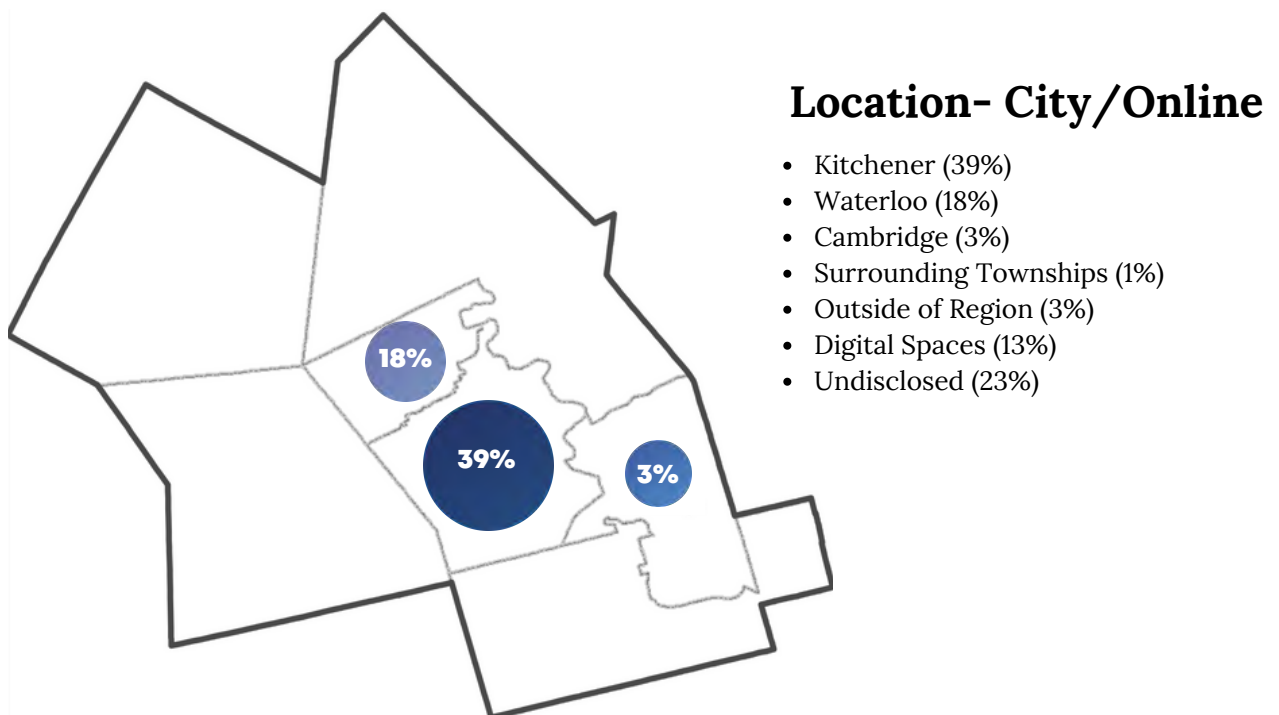 Location- City/Online
• Kitchener (39%)
• Waterloo (18%)
• Cambridge (3%)
• Surrounding Townships (1%)
• Outside of Region (3%)
• Digital Spaces (13%)
• Undisclosed (23%)
18%
39%
3%